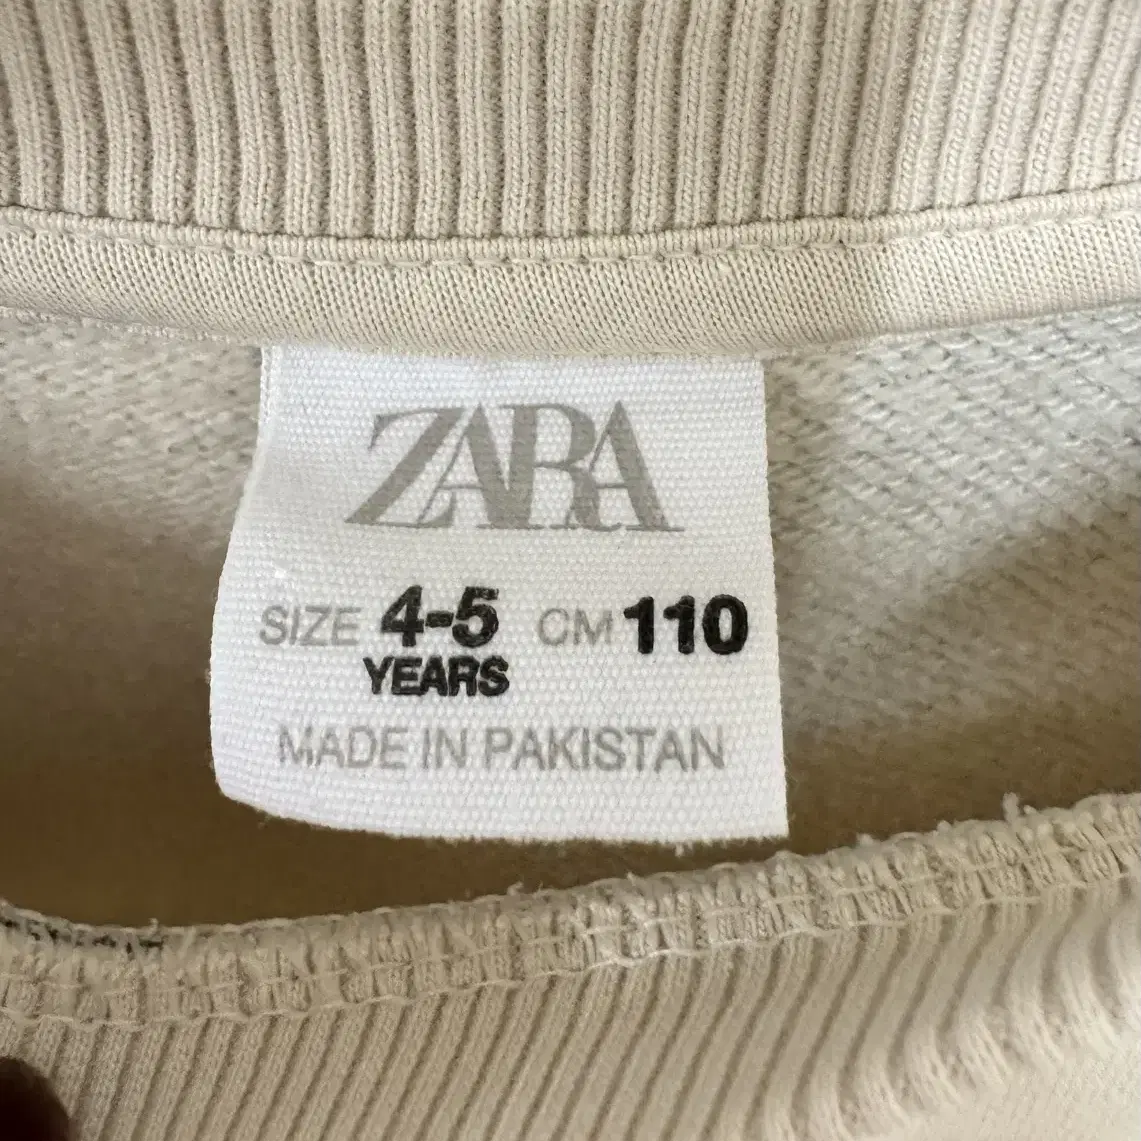 ZARA
SIZE 4-5 YEARS CM 110
MADE IN PAKISTAN